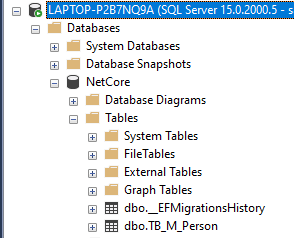 LAPTOP-P2B7NQ9A (SQL Server 15.0.2000.5 - s
Databases
System Databases
Database Snapshots
NetCore
Database Diagrams
Tables
System Tables
FileTables
External Tables
Graph Tables
dbo.__EFMigrationsHistory
dbo.TB_M_Person